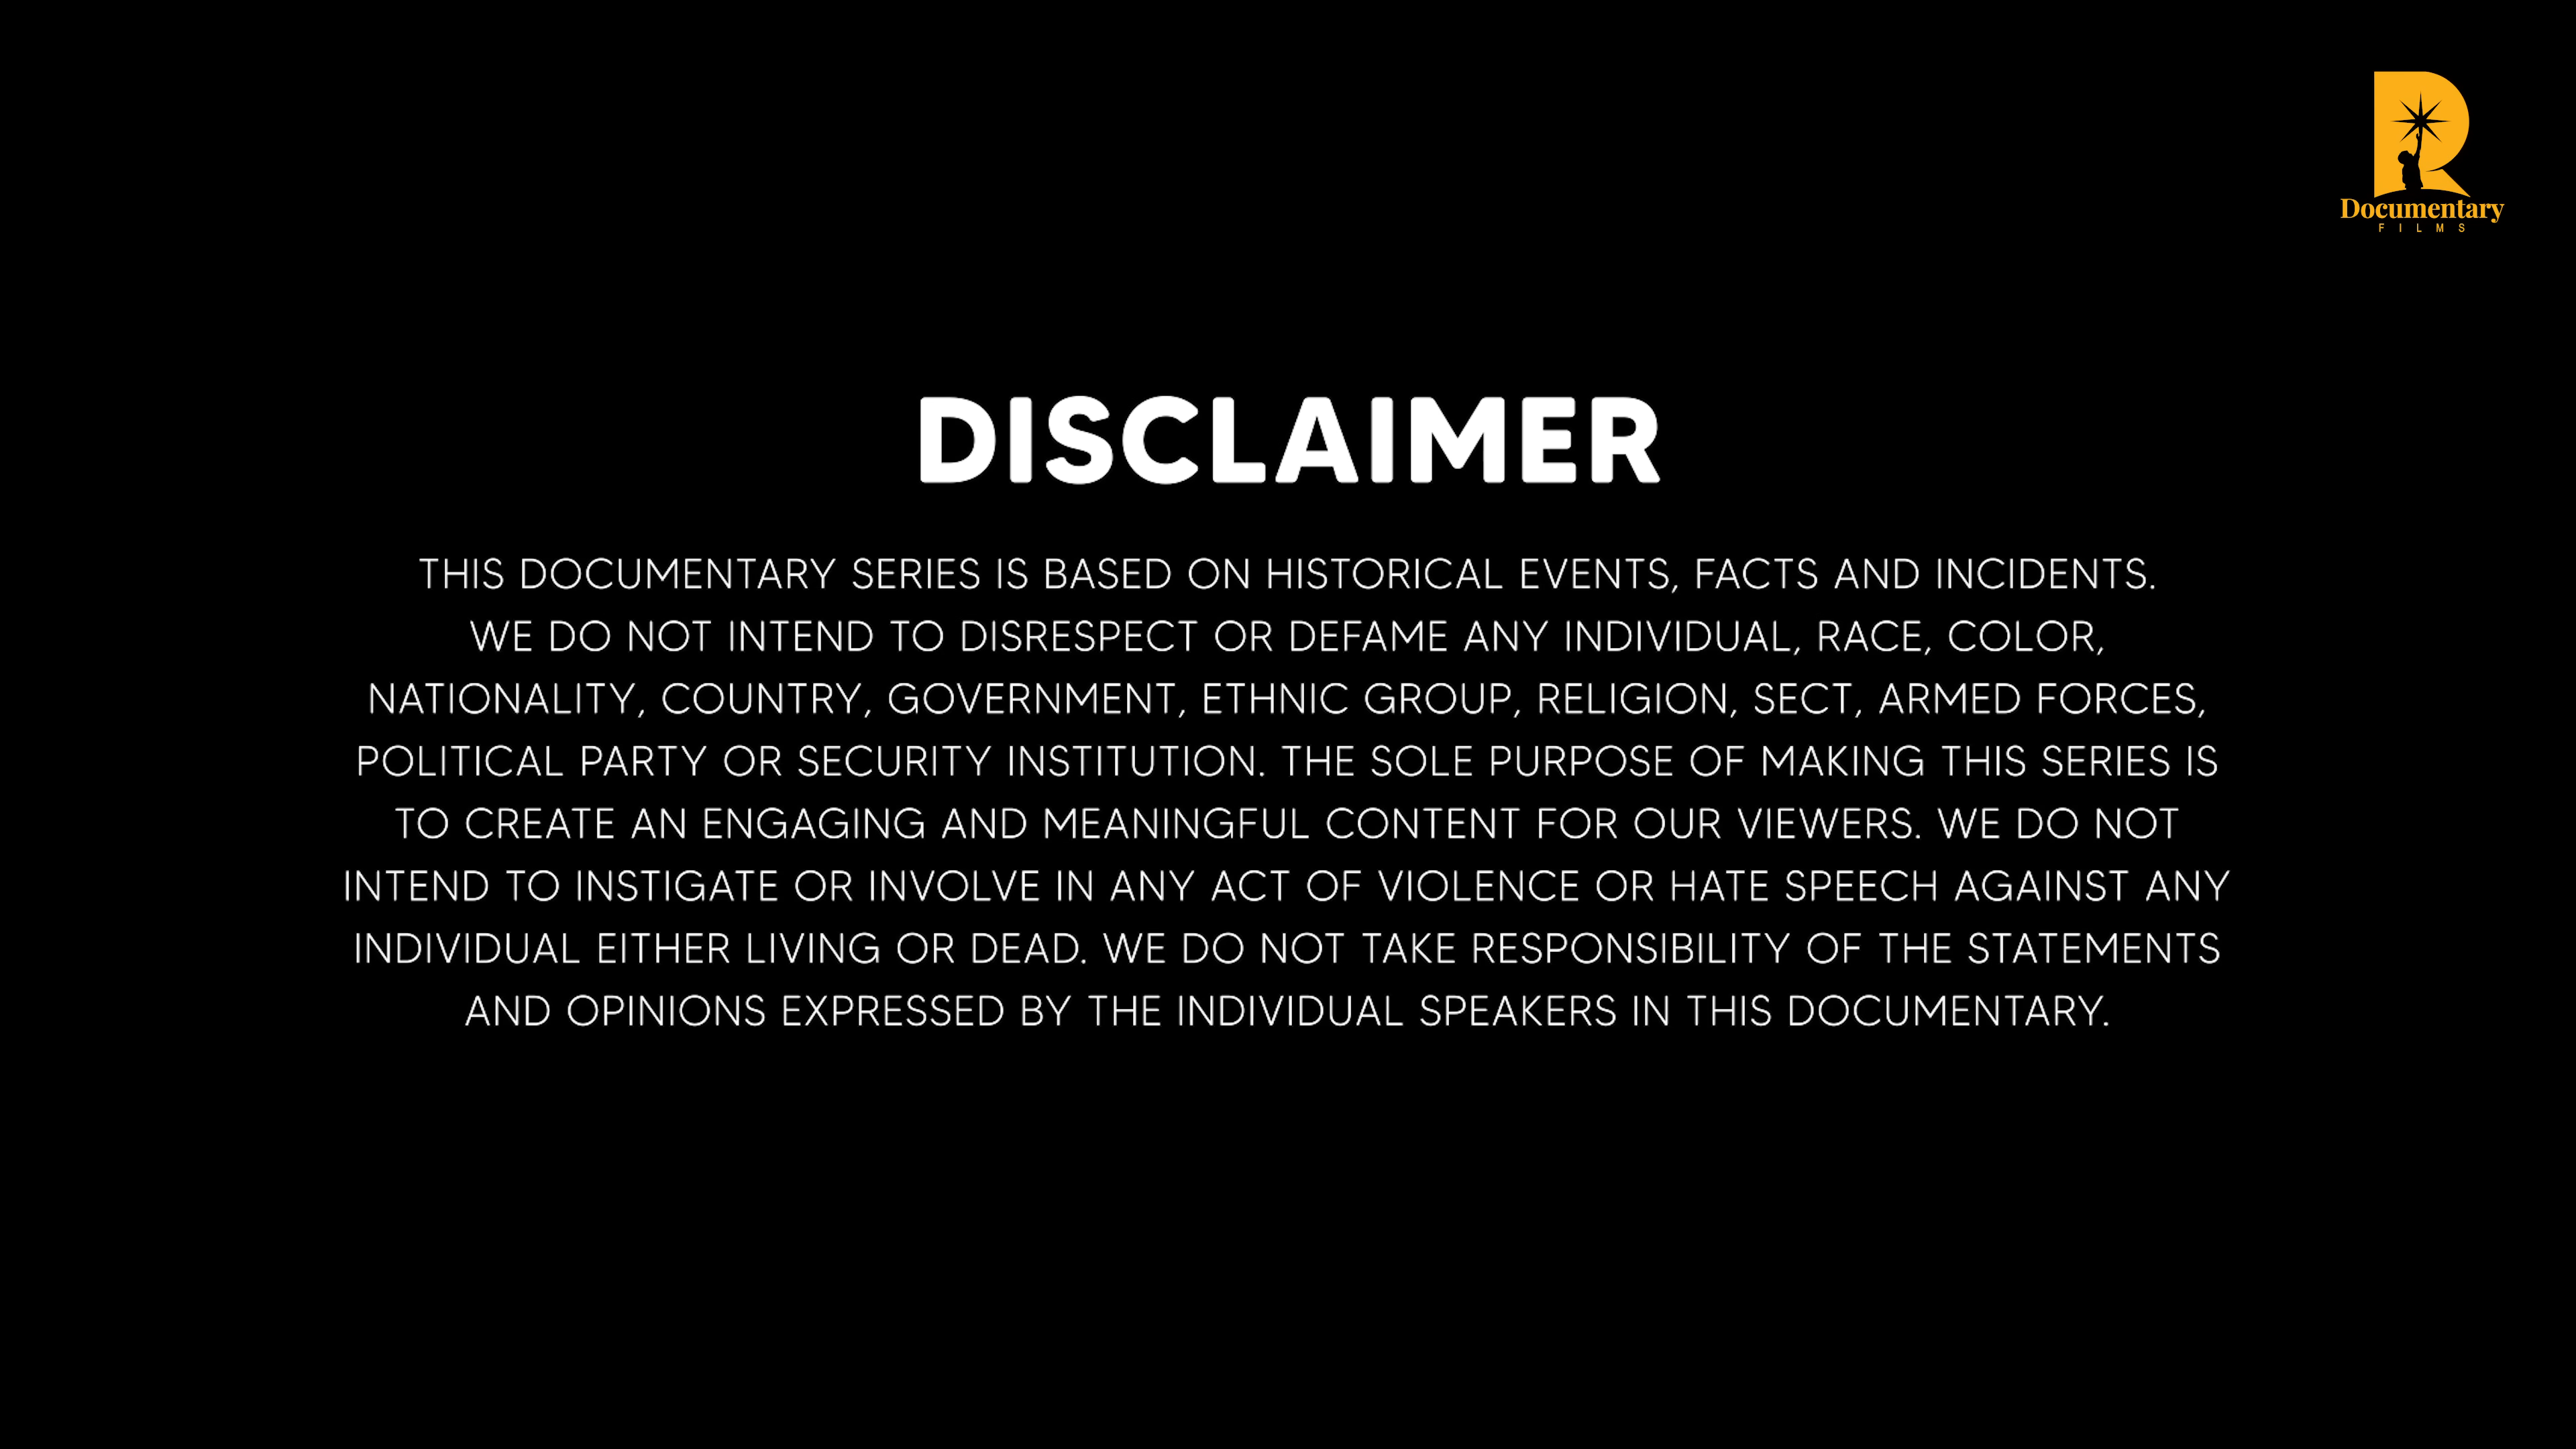 R
Documentary
FILMS
DISCLAIMER
THIS DOCUMENTARY SERIES IS BASED ON HISTORICAL EVENTS, FACTS AND INCIDENTS.
WE DO NOT INTEND TO DISRESPECT OR DEFAME ANY INDIVIDUAL, RACE, COLOR,
NATIONALITY, COUNTRY, GOVERNMENT, ETHNIC GROUP, RELIGION, SECT, ARMED FORCES,
POLITICAL PARTY OR SECURITY INSTITUTION. THE SOLE PURPOSE OF MAKING THIS SERIES IS
TO CREATE AN ENGAGING AND MEANINGFUL CONTENT FOR OUR VIEWERS. WE DO NOT
INTEND TO INSTIGATE OR INVOLVE IN ANY ACT OF VIOLENCE OR HATE SPEECH AGAINST ANY
INDIVIDUAL EITHER LIVING OR DEAD. WE DO NOT TAKE RESPONSIBILITY OF THE STATEMENTS
AND OPINIONS EXPRESSED BY THE INDIVIDUAL SPEAKERS IN THIS DOCUMENTARY.